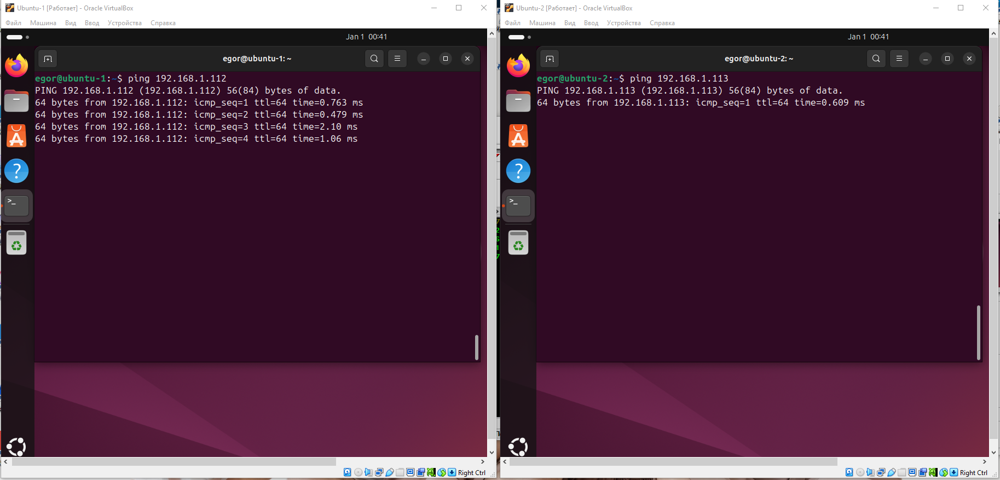 Ubuntu-1 [Работает] - Oracle VirtualBox
Файл Машина Вид Ввод Устройства Справка
Jan 1 00:41
egor@ubuntu-1: ~
egor@ubuntu-1:~$ ping 192.168.1.112
PING 192.168.1.112 (192.168.1.112) 56(84) bytes of data.
64 bytes from 192.168.1.112: icmp_seq=1 ttl=64 time=0.763 ms
64 bytes from 192.168.1.112: icmp_seq=2 ttl=64 time=0.479 ms
64 bytes from 192.168.1.112: icmp_seq=3 ttl=64 time=2.10 ms
64 bytes from 192.168.1.112: icmp_seq=4 ttl=64 time=1.06 ms
Right Ctrl
Ubuntu-2 [Работает] - Oracle VirtualBox
Файл Машина Вид Ввод Устройства Справка
Jan 1 00:41
egor@ubuntu-2: ~
egor@ubuntu-2:~$ ping 192.168.1.113
PING 192.168.1.113 (192.168.1.113) 56(84) bytes of data.
64 bytes from 192.168.1.113: icmp_seq=1 ttl=64 time=0.609 ms
Right Ctrl